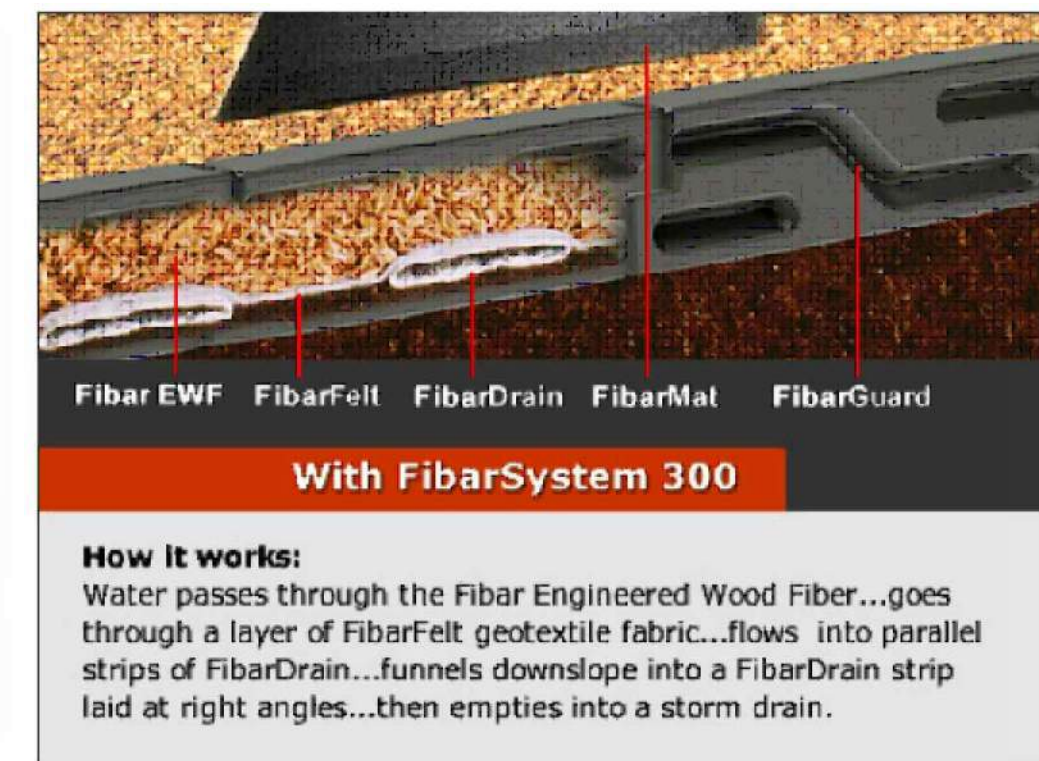 Fibar EWF FibarFelt FibarDrain FibarMat FibarGuard
With FibarSystem 300
How it works:
Water passes through the Fibar Engineered Wood Fiber...goes
through a layer of FibarFelt geotextile fabric...flows into parallel
strips of FibarDrain...funnels downslope into a FibarDrain strip
laid at right angles...then empties into a storm drain.